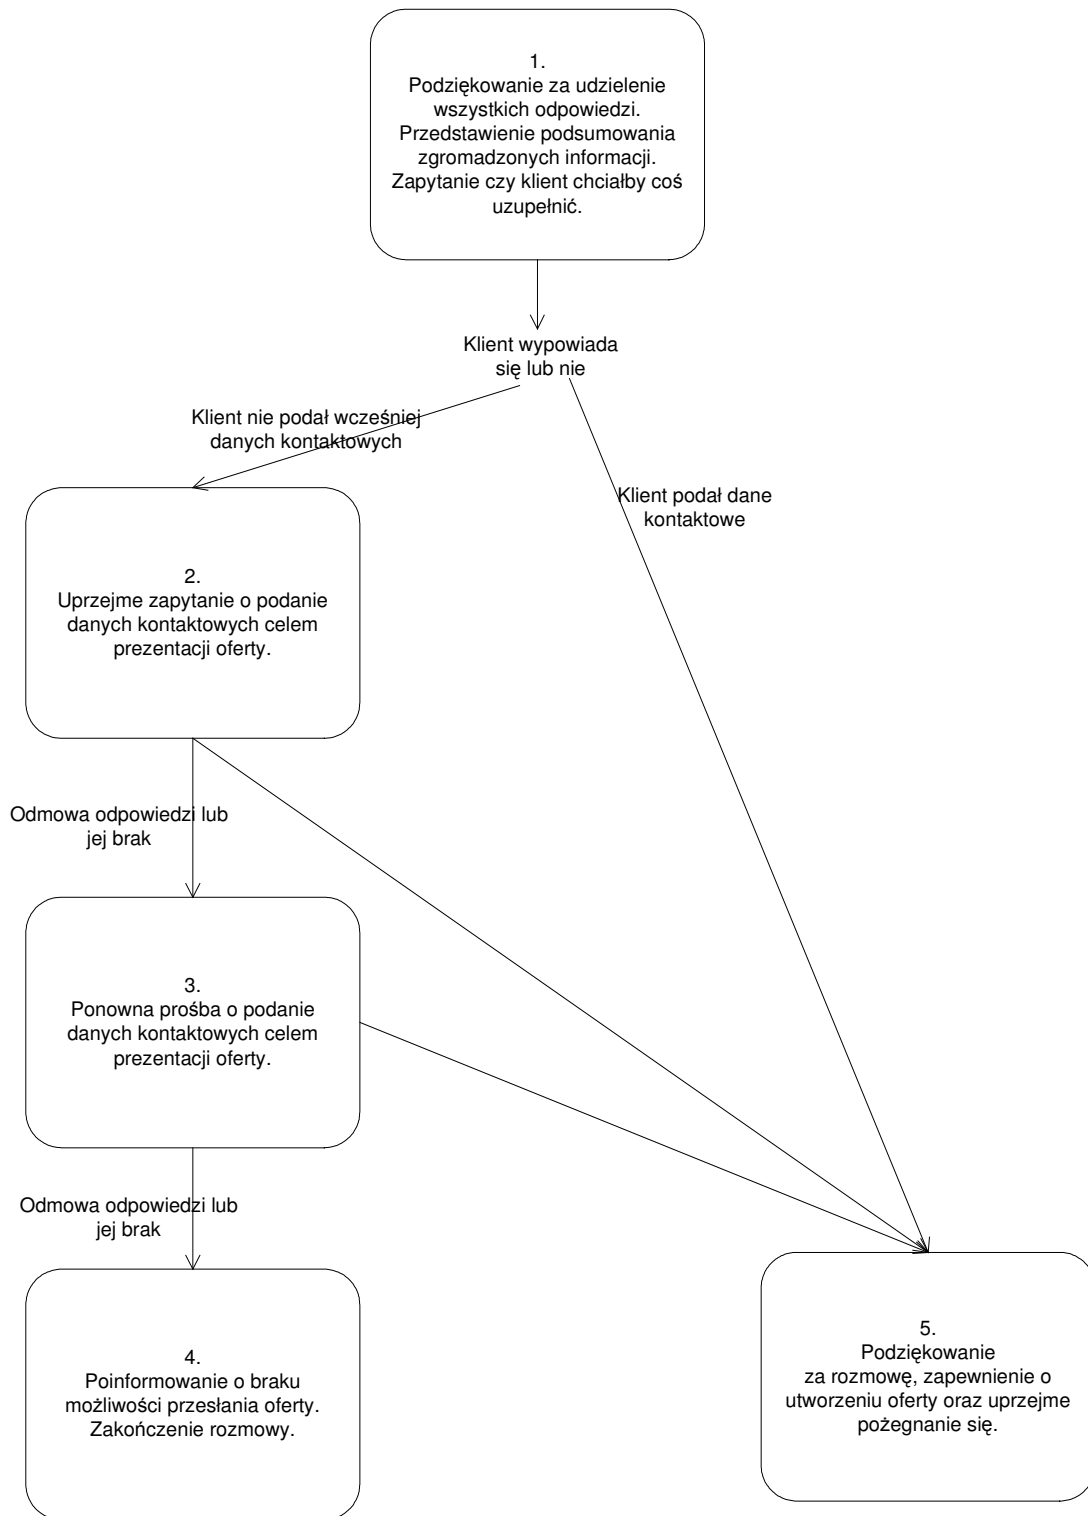 1.
Podziękowanie za udzielenie
wszystkich odpowiedzi.
Przedstawienie podsumowania
zgromadzonych informacji.
Zapytanie czy klient chciałby coś
uzupełnić.
Klient wypowiada
się lub nie
Klient nie podał wcześniej
danych kontaktowych
Klient podał dane
kontaktowe
2.
Uprzejme zapytanie o podanie
danych kontaktowych celem
prezentacji oferty.
Odmowa odpowiedzi lub
jej brak
3.
Ponowna prośba o podanie
danych kontaktowych celem
prezentacji oferty.
Odmowa odpowiedzi lub
jej brak
4.
Poinformowanie o braku
możliwości przesłania oferty.
Zakończenie rozmowy.
5.
Podziękowanie
za rozmowę, zapewnienie o
utworzeniu oferty oraz uprzejme
pożegnanie się.